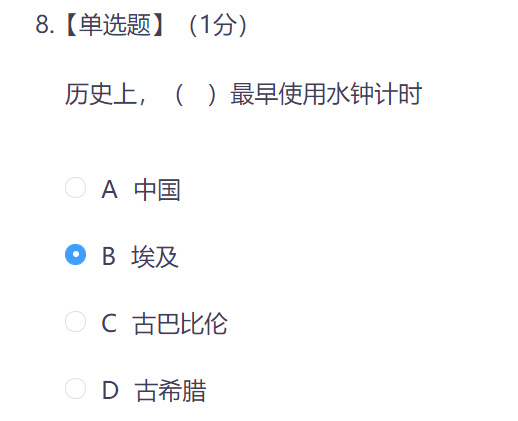 8.【单选题】（1分）
历史上，（ ）最早使用水钟计时
A 中国
B 埃及
C 古巴比伦
D 古希腊